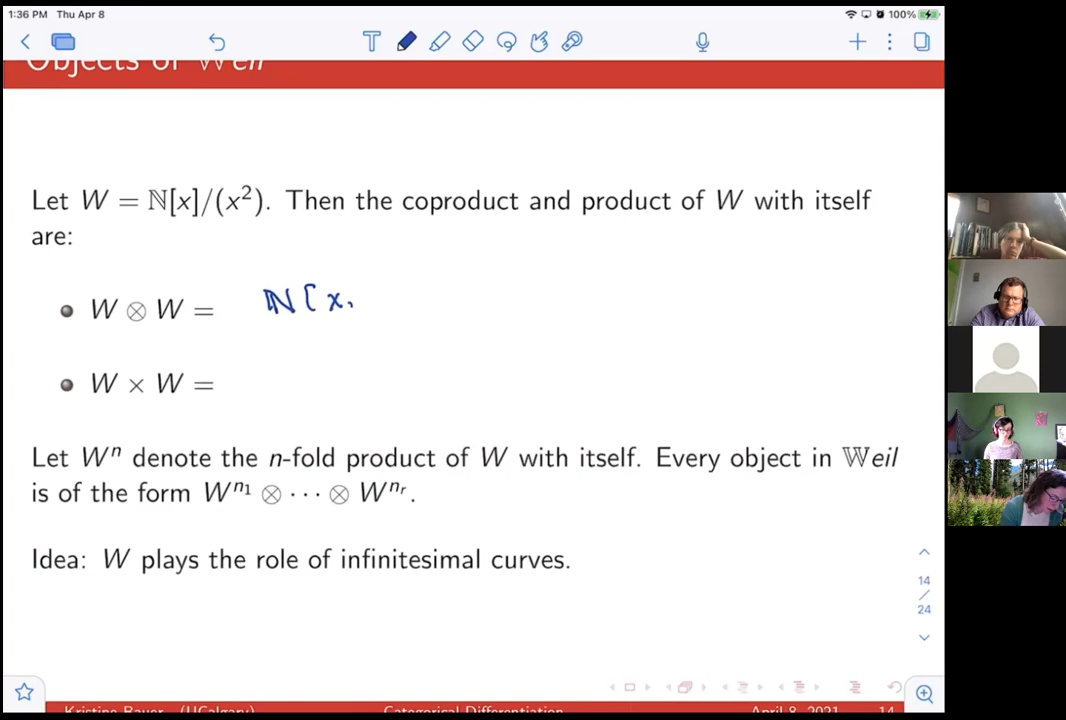 1:36 PM Thu Apr 8
100%
Objects of 𝕎eil
Let W = ℕ[x]/(x²). Then the coproduct and product of W with itself
are:
W ⊗ W = ℕ[x,
W × W =
Let Wⁿ denote the n-fold product of W with itself. Every object in 𝕎eil
is of the form W^{n₁} ⊗ ··· ⊗ W^{n_r}.
Idea: W plays the role of infinitesimal curves.
14
/
24
Kristine Bauer (UCalgary) Categorical Differentiation April 8, 2021 14